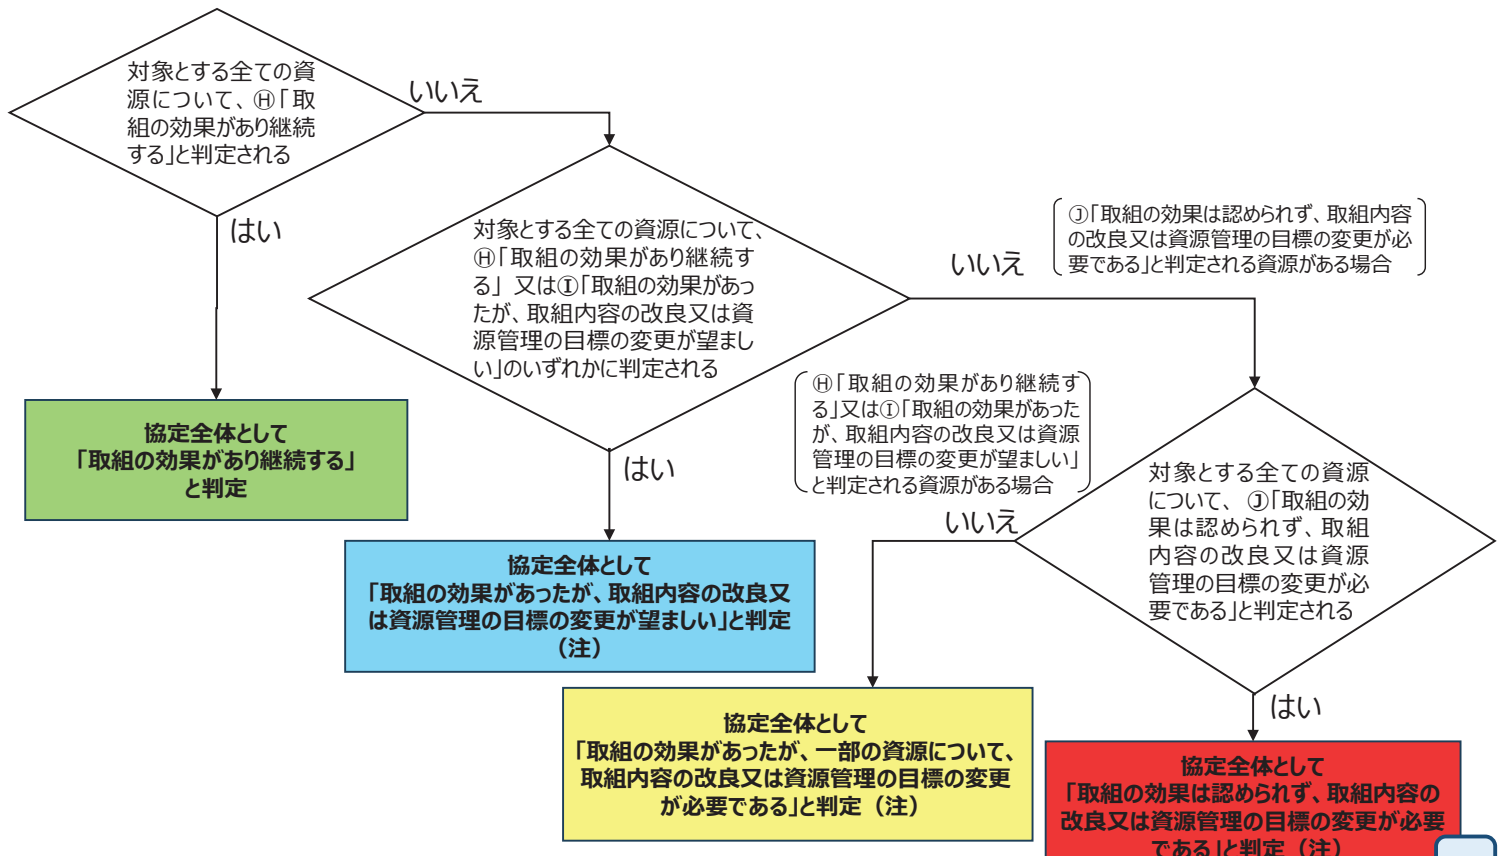 対象とする全ての資
源について、Ⓗ「取
組の効果があり継続
する」と判定される
いいえ
はい
対象とする全ての資源について、
Ⓗ「取組の効果があり継続す
る」 又はⒾ「取組の効果があっ
たが、取組内容の改良又は資
源管理の目標の変更が望まし
い」のいずれかに判定される
いいえ
Ⓙ「取組の効果は認められず、取組内容
の改良又は資源管理の目標の変更が必
要である」と判定される資源がある場合
はい
Ⓗ「取組の効果があり継続す
る」又はⒾ「取組の効果があった
が、取組内容の改良又は資源
管理の目標の変更が望ましい」
と判定される資源がある場合
いいえ
対象とする全ての資源
について、 Ⓙ「取組の効
果は認められず、取組
内容の改良又は資源
管理の目標の変更が必
要である」と判定される
はい
協定全体として
「取組の効果があり継続する」
と判定
協定全体として
「取組の効果があったが、取組内容の改良又
は資源管理の目標の変更が望ましい」と判定
（注）
協定全体として
「取組の効果があったが、一部の資源について、
取組内容の改良又は資源管理の目標の変更
が必要である」と判定（注）
協定全体として
「取組の効果は認められず、取組内容の
改良又は資源管理の目標の変更が必要
である」と判定（注）